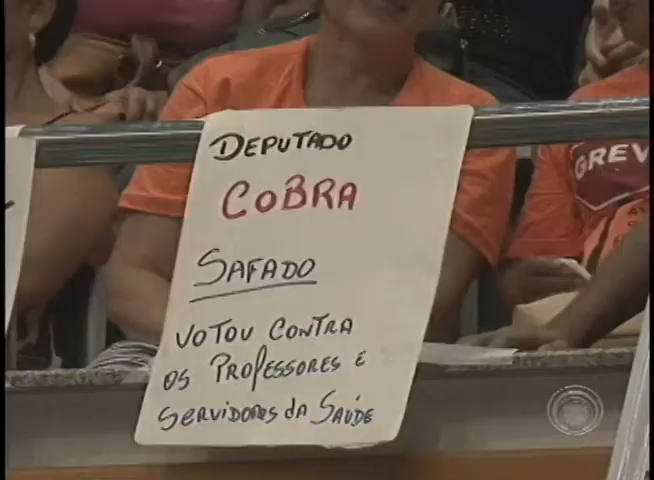 DEPUTADO
COBRA
SAFADO
VOTOU CONTRA
OS PROFESSORES E
SERVIDORES da SAÚDE
GREV